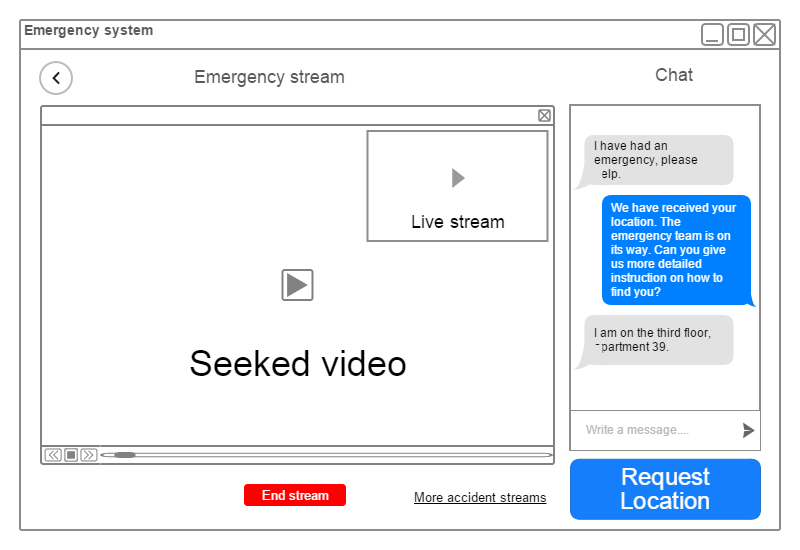 Emergency system
Emergency stream
Chat
Live stream
Seeked video
I have had an
emergency, please
elp.
We have received your
location. The
emergency team is on
its way. Can you give
us more detailed
instruction on how to
find you?
I am on the third floor,
partment 39.
Write a message....
End stream
More accident streams
Request
Location